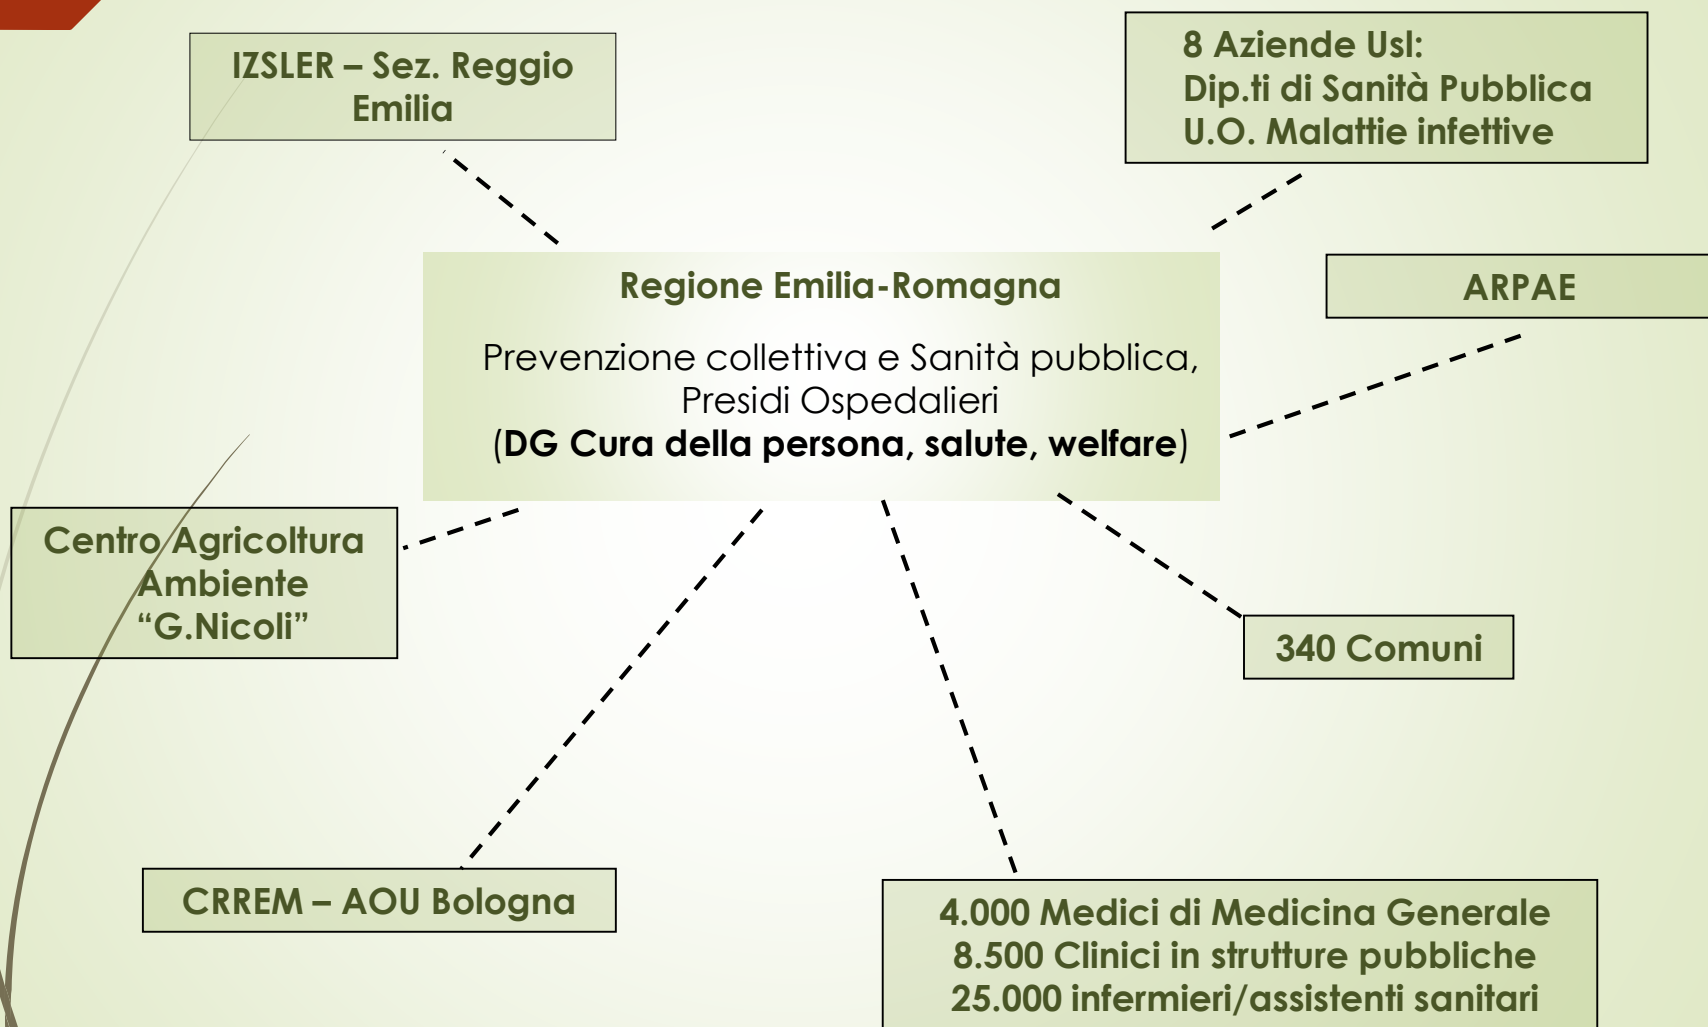 IZSLER – Sez. Reggio
Emilia
8 Aziende Usl:
Dip.ti di Sanità Pubblica
U.O. Malattie infettive
Regione Emilia-Romagna
Prevenzione collettiva e Sanità pubblica,
Presidi Ospedalieri
(DG Cura della persona, salute, welfare)
ARPAE
Centro Agricoltura
Ambiente
“G.Nicoli”
340 Comuni
CRREM – AOU Bologna
4.000 Medici di Medicina Generale
8.500 Clinici in strutture pubbliche
25.000 infermieri/assistenti sanitari